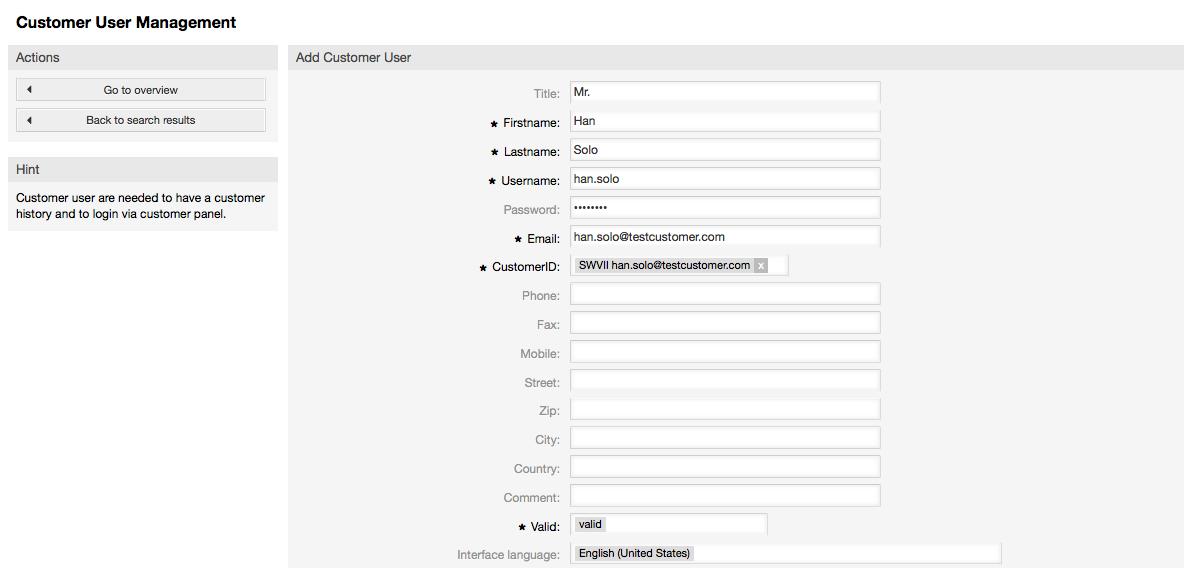 Customer User Management
Actions
Go to overview
Back to search results
Hint
Customer user are needed to have a customer
history and to login via customer panel.
Add Customer User
Title: Mr.
* Firstname: Han
* Lastname: Solo
* Username: han.solo
Password: ••••••••
* Email: han.solo@testcustomer.com
* CustomerID: SWVII han.solo@testcustomer.com x
Phone:
Fax:
Mobile:
Street:
Zip:
City:
Country:
Comment:
* Valid: valid
Interface language: English (United States)